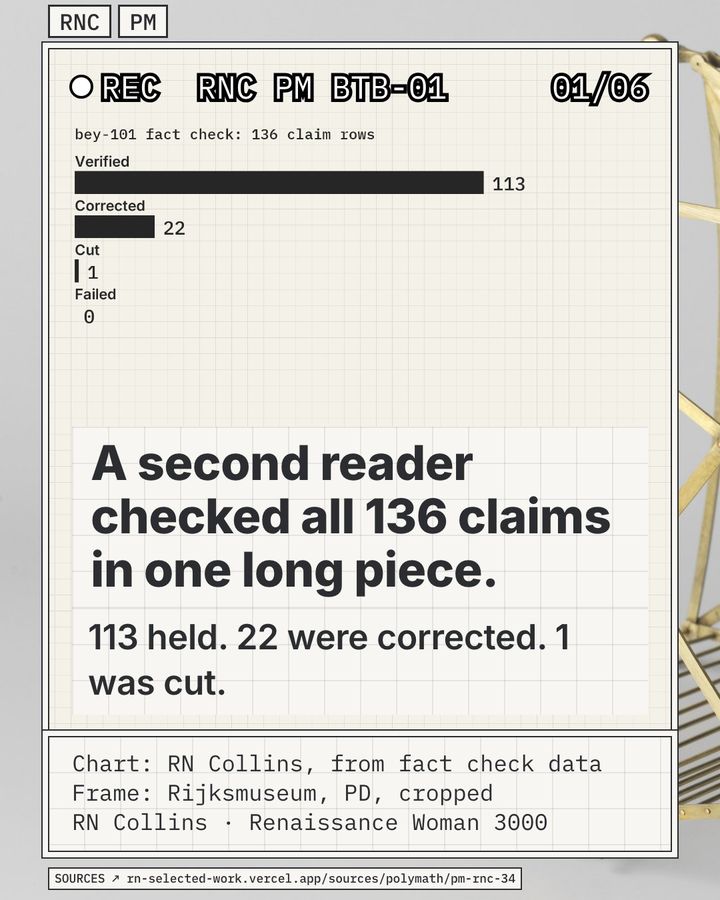 RNC PM
REC RNC PM BTB-01 01/06
bey-101 fact check: 136 claim rows
Verified
113
Corrected
22
Cut
1
Failed
0
A second reader
checked all 136 claims
in one long piece.
113 held. 22 were corrected. 1
was cut.
Chart: RN Collins, from fact check data
Frame: Rijksmuseum, PD, cropped
RN Collins · Renaissance Woman 3000
SOURCES ↗ rn-selected-work.vercel.app/sources/polymath/pm-rnc-34